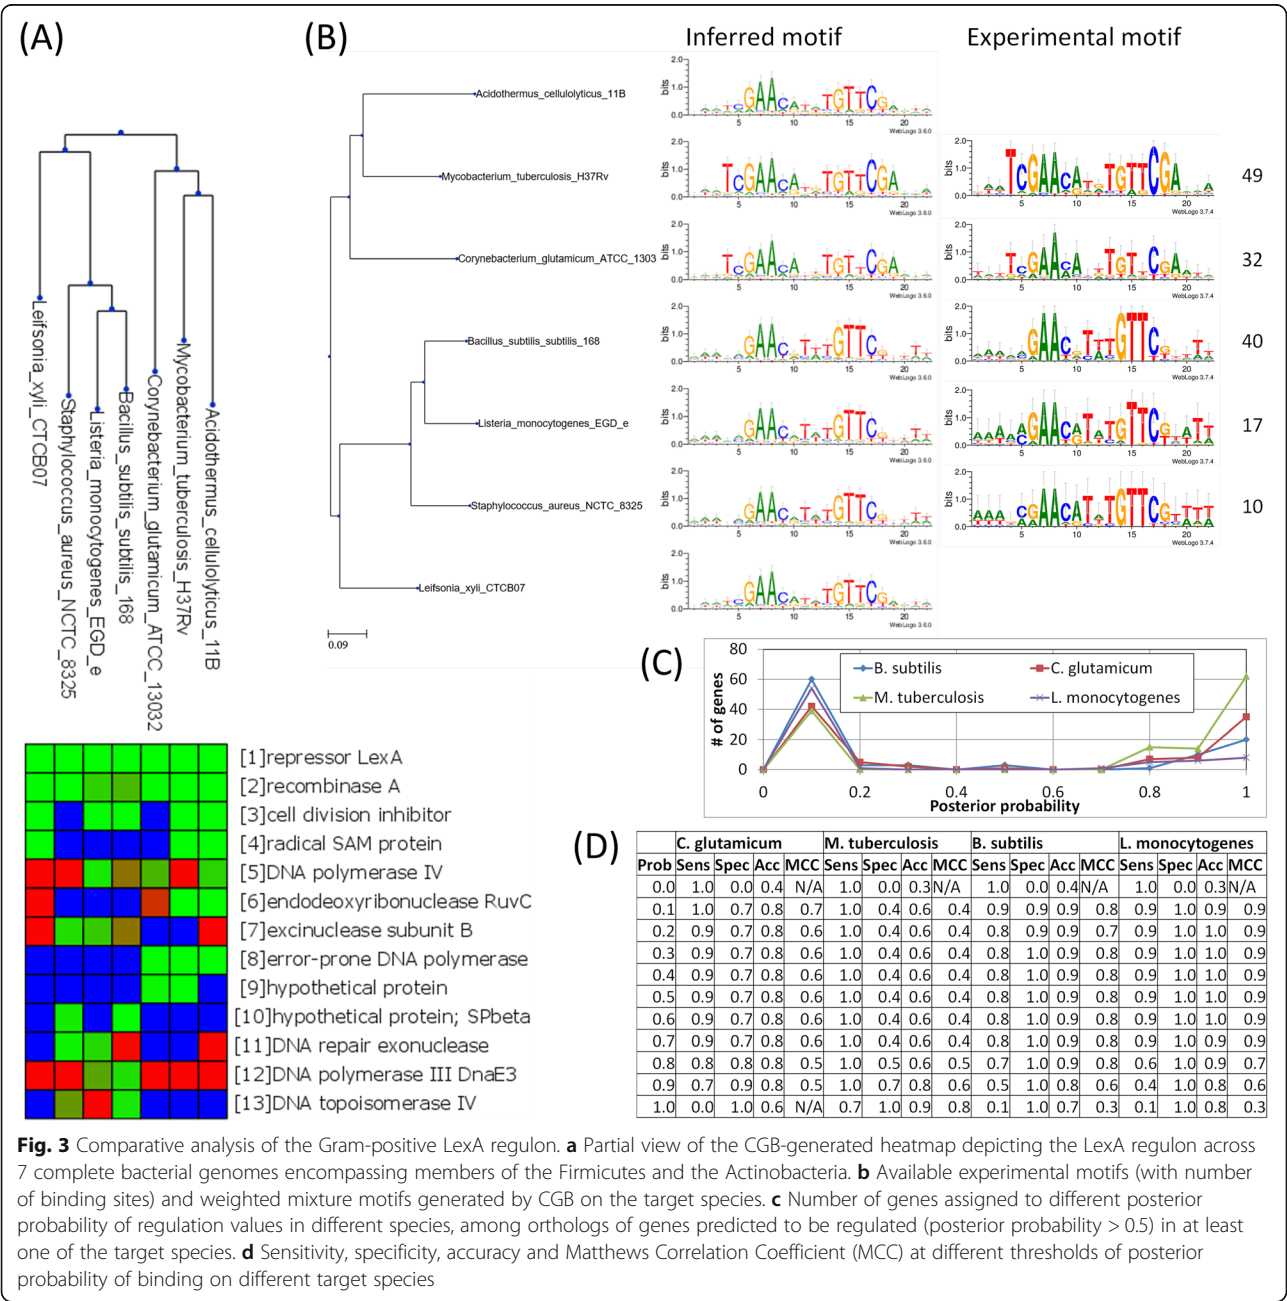 (A)
(B)
Inferred motif
Experimental motif
Leifsonia_xyli_CTCB07
Staphylococcus_aureus_NCTC_8325
Listeria_monocytogenes_EGD_e
Bacillus_subtilis_subtilis_168
Corynebacterium_glutamicum_ATCC_13032
Mycobacterium_tuberculosis_H37Rv
Acidothermus_cellulolyticus_11B
Acidothermus_cellulolyticus_11B
Mycobacterium_tuberculosis_H37Rv
49
Corynebacterium_glutamicum_ATCC_1303
32
Bacillus_subtilis_subtilis_168
40
Listeria_monocytogenes_EGD_e
17
Staphylococcus_aureus_NCTC_8325
10
Leifsonia_xyli_CTCB07
0.09
[1]repressor LexA
[2]recombinase A
[3]cell division inhibitor
[4]radical SAM protein
[5]DNA polymerase IV
[6]endodeoxyribonuclease RuvC
[7]excinuclease subunit B
[8]error-prone DNA polymerase
[9]hypothetical protein
[10]hypothetical protein; SPbeta
[11]DNA repair exonuclease
[12]DNA polymerase III DnaE3
[13]DNA topoisomerase IV
(C)
# of genes
80
60
40
20
0
B. subtilis
C. glutamicum
M. tuberculosis
L. monocytogenes
0 0.2 0.4 0.6 0.8 1
Posterior probability
(D)
C. glutamicum M. tuberculosis B. subtilis L. monocytogenes
Prob Sens Spec Acc MCC Sens Spec Acc MCC Sens Spec Acc MCC Sens Spec Acc MCC
0.0 1.0 0.0 0.4 N/A 1.0 0.0 0.3 N/A 1.0 0.0 0.4 N/A 1.0 0.0 0.3 N/A
0.1 1.0 0.7 0.8 0.7 1.0 0.4 0.6 0.4 0.9 0.9 0.9 0.8 0.9 1.0 0.9 0.9
0.2 0.9 0.7 0.8 0.6 1.0 0.4 0.6 0.4 0.8 0.9 0.9 0.7 0.9 1.0 1.0 0.9
0.3 0.9 0.7 0.8 0.6 1.0 0.4 0.6 0.4 0.8 1.0 0.9 0.8 0.9 1.0 1.0 0.9
0.4 0.9 0.7 0.8 0.6 1.0 0.4 0.6 0.4 0.8 1.0 0.9 0.8 0.9 1.0 1.0 0.9
0.5 0.9 0.7 0.8 0.6 1.0 0.4 0.6 0.4 0.8 1.0 0.9 0.8 0.9 1.0 1.0 0.9
0.6 0.9 0.7 0.8 0.6 1.0 0.4 0.6 0.4 0.8 1.0 0.9 0.8 0.9 1.0 1.0 0.9
0.7 0.9 0.7 0.8 0.6 1.0 0.4 0.6 0.4 0.8 1.0 0.9 0.8 0.9 1.0 0.9 0.9
0.8 0.8 0.8 0.8 0.5 1.0 0.5 0.6 0.5 0.7 1.0 0.9 0.8 0.6 1.0 0.9 0.7
0.9 0.7 0.9 0.8 0.5 1.0 0.7 0.8 0.6 0.5 1.0 0.8 0.6 0.4 1.0 0.8 0.6
1.0 0.0 1.0 0.6 N/A 0.7 1.0 0.9 0.8 0.1 1.0 0.7 0.3 0.1 1.0 0.8 0.3
Fig. 3 Comparative analysis of the Gram-positive LexA regulon. a Partial view of the CGB-generated heatmap depicting the LexA regulon across
7 complete bacterial genomes encompassing members of the Firmicutes and the Actinobacteria. b Available experimental motifs (with number
of binding sites) and weighted mixture motifs generated by CGB on the target species. c Number of genes assigned to different posterior
probability of regulation values in different species, among orthologs of genes predicted to be regulated (posterior probability > 0.5) in at least
one of the target species. d Sensitivity, specificity, accuracy and Matthews Correlation Coefficient (MCC) at different thresholds of posterior
probability of binding on different target species